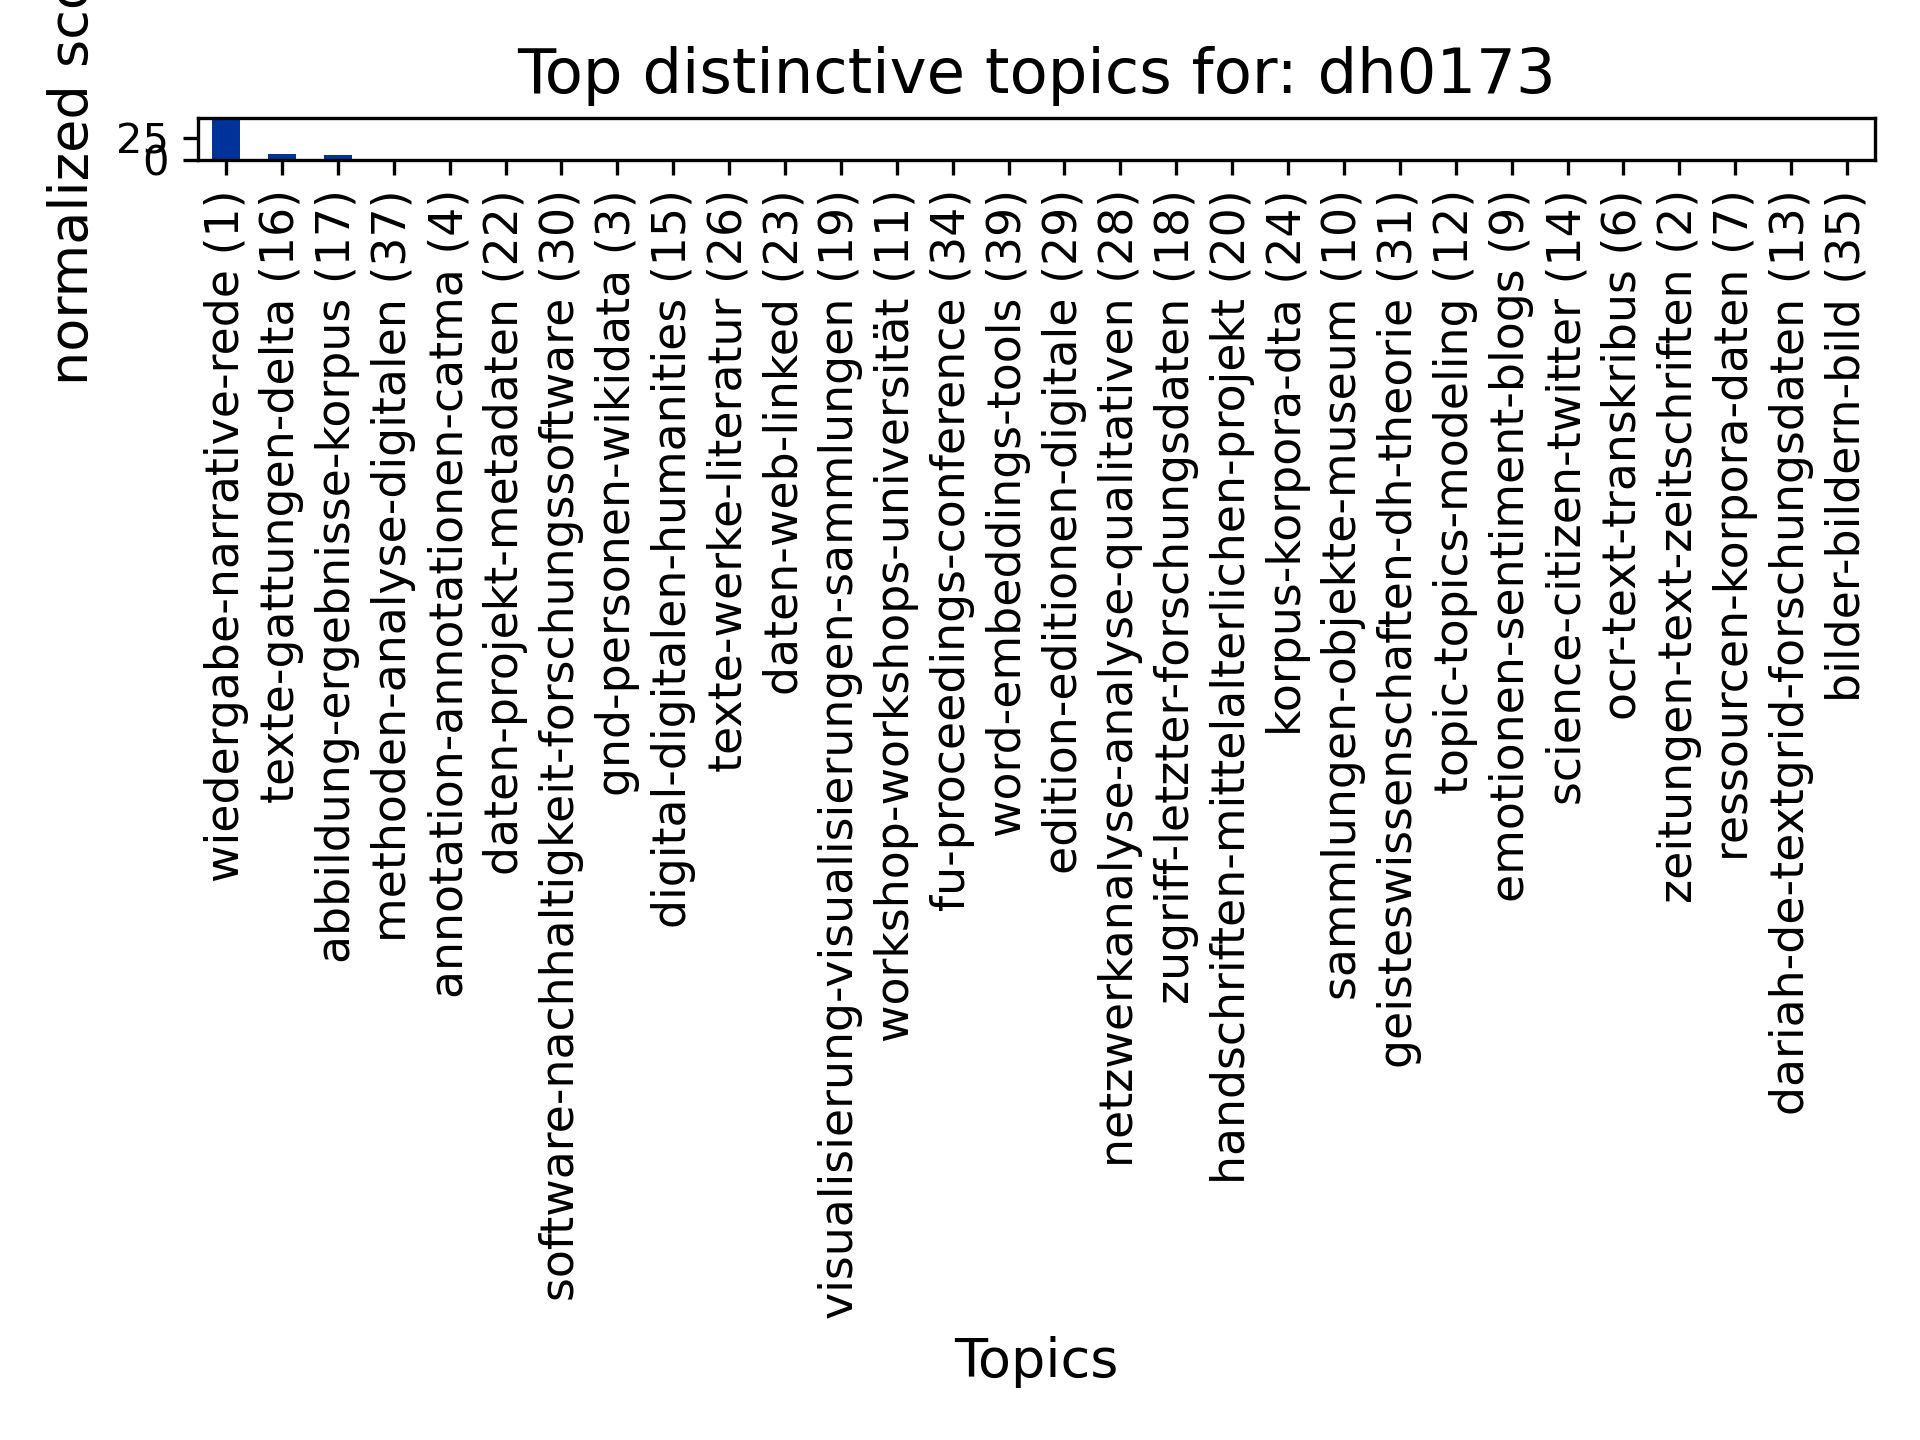 Top distinctive topics for: dh0173
normalized sco
25
0
wiedergabe-narrative-rede (1)
texte-gattungen-delta (16)
abbildung-ergebnisse-korpus (17)
methoden-analyse-digitalen (37)
annotation-annotationen-catma (4)
daten-projekt-metadaten (22)
software-nachhaltigkeit-forschungssoftware (30)
gnd-personen-wikidata (3)
digital-digitalen-humanities (15)
texte-werke-literatur (26)
daten-web-linked (23)
visualisierung-visualisierungen-sammlungen (19)
workshop-workshops-universität (11)
fu-proceedings-conference (34)
word-embeddings-tools (39)
edition-editionen-digitale (29)
netzwerkanalyse-analyse-qualitativen (28)
zugriff-letzter-forschungsdaten (18)
handschriften-mittelalterlichen-projekt (20)
korpus-korpora-dta (24)
sammlungen-objekte-museum (10)
geisteswissenschaften-dh-theorie (31)
topic-topics-modeling (12)
emotionen-sentiment-blogs (9)
science-citizen-twitter (14)
ocr-text-transkribus (6)
zeitungen-text-zeitschriften (2)
ressourcen-korpora-daten (7)
dariah-de-textgrid-forschungsdaten (13)
bilder-bildern-bild (35)
Topics